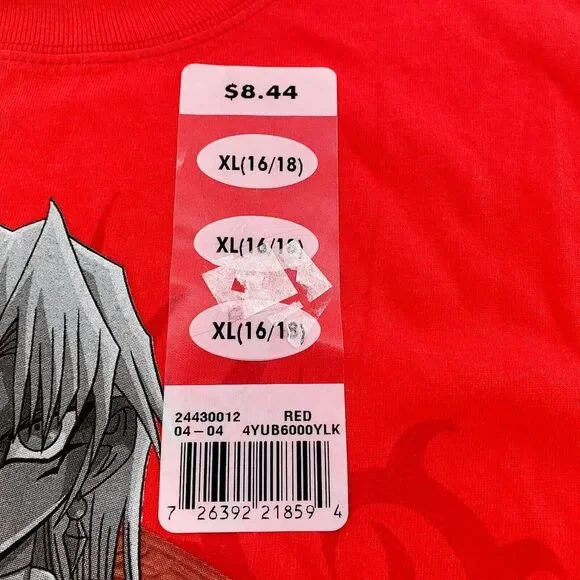 $8.44
XL(16/18)
XL(16/18)
XL(16/18)
24430012 RED
04-04 4YUB6000YLK
7 26392 21859 4